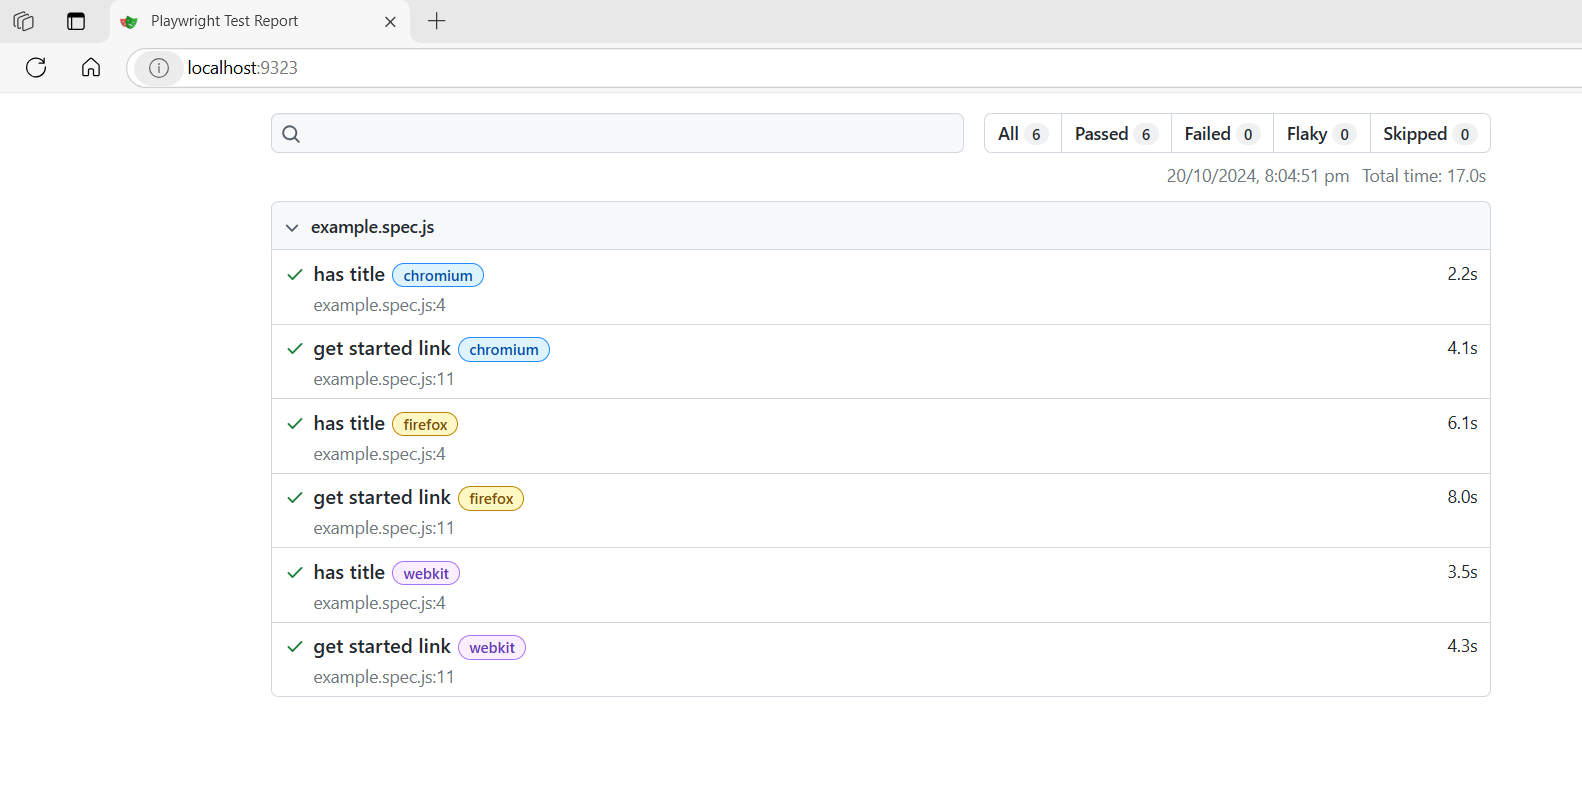 Playwright Test Report
localhost:9323
All 6 Passed 6 Failed 0 Flaky 0 Skipped 0
20/10/2024, 8:04:51 pm Total time: 17.0s
example.spec.js
has title chromium 2.2s
example.spec.js:4
get started link chromium 4.1s
example.spec.js:11
has title firefox 6.1s
example.spec.js:4
get started link firefox 8.0s
example.spec.js:11
has title webkit 3.5s
example.spec.js:4
get started link webkit 4.3s
example.spec.js:11